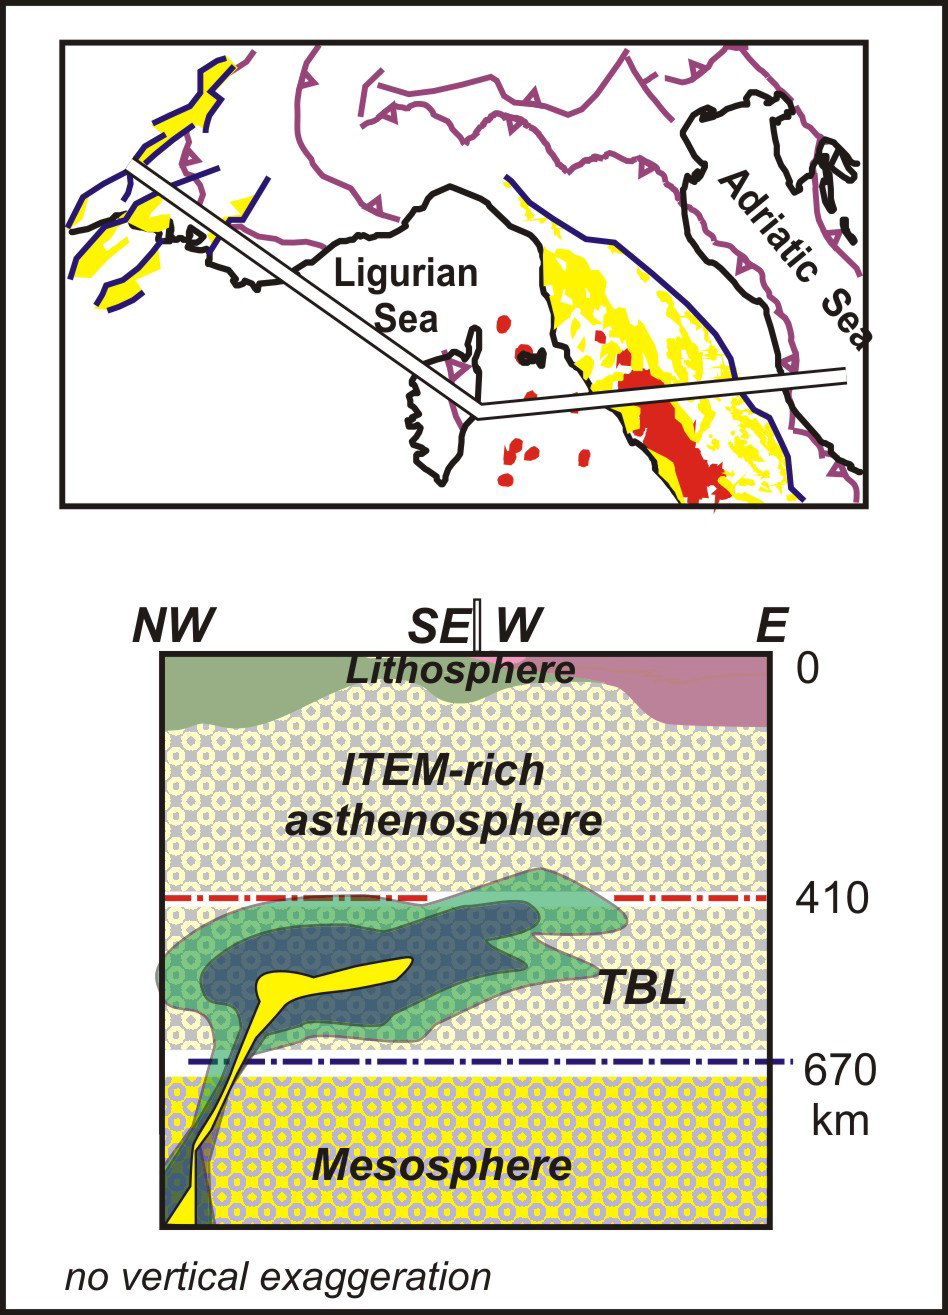 Adriatic Sea
Ligurian
Sea
NW
SE
W
E
Lithosphere
0
ITEM-rich
asthenosphere
410
TBL
670
km
Mesosphere
no vertical exaggeration